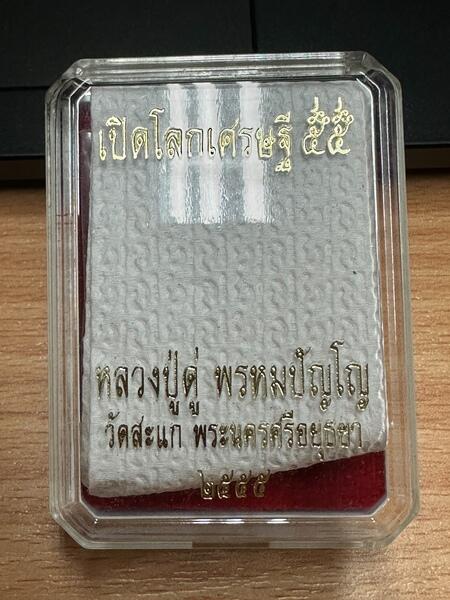 เปิดโลกเศรษฐี ๕๕
หลวงปู่ดู่ พรหมปัญโญ
วัดสะแก พระนครศรีอยุธยา
๒๕๕๕